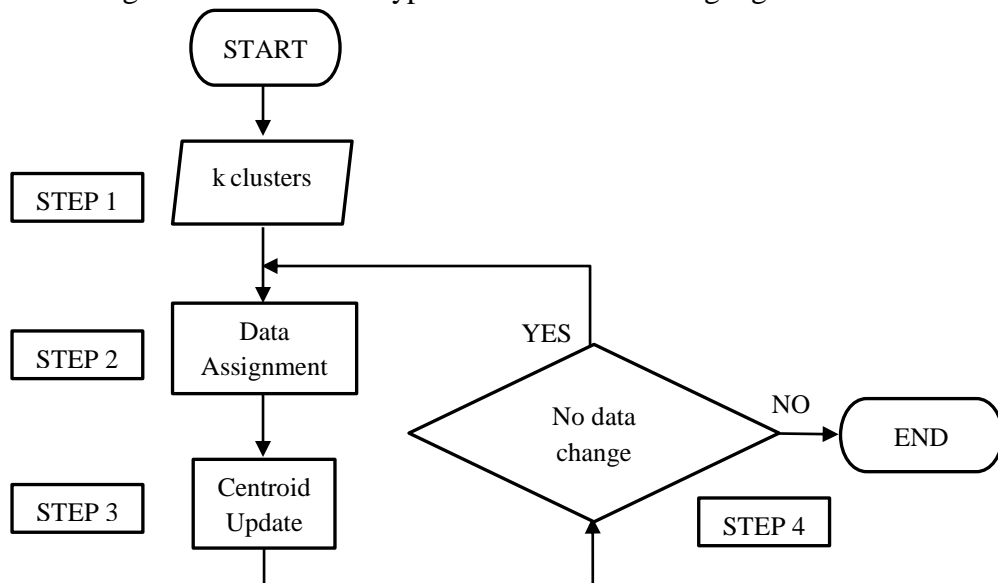 START
k clusters
STEP 1
Data
Assignment
STEP 2
YES
No data
change
NO
END
Centroid
Update
STEP 3
STEP 4